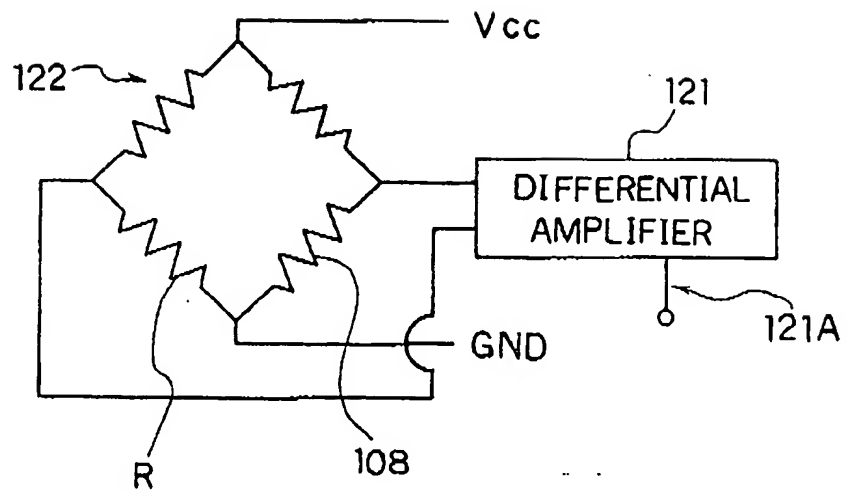 Vcc
122
121
DIFFERENTIAL
AMPLIFIER
121A
GND
108
R